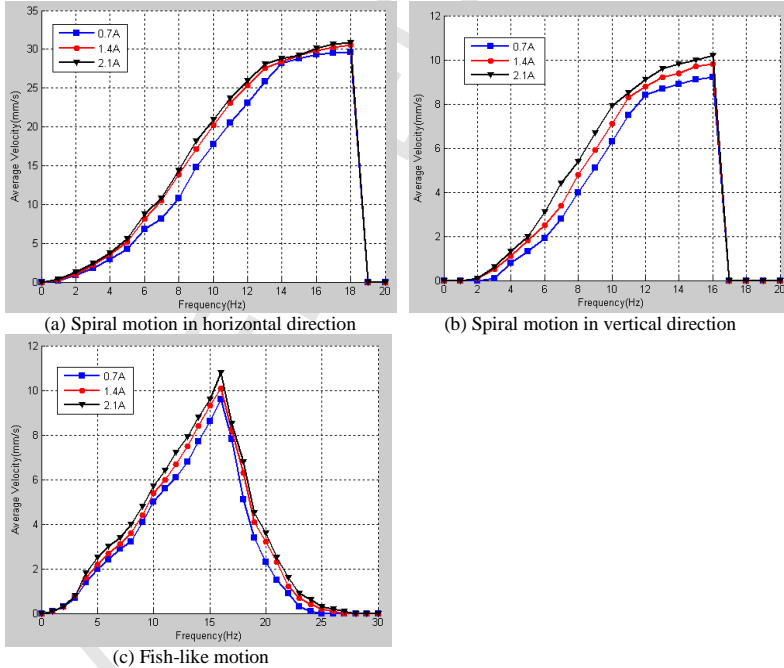 35
30
25
20
15
10
5
0
Average Velocity(mm/s)
0.7A
1.4A
2.1A
0 2 4 6 8 10 12 14 16 18 20
Frequency(Hz)
(a) Spiral motion in horizontal direction
12
10
8
6
4
2
0
Average Velocity(mm/s)
0.7A
1.4A
2.1A
0 2 4 6 8 10 12 14 16 18 20
Frequency(Hz)
(b) Spiral motion in vertical direction
12
10
8
6
4
2
0
Average Velocity(mm/s)
0.7A
1.4A
2.1A
0 5 10 15 20 25 30
Frequency(Hz)
(c) Fish-like motion